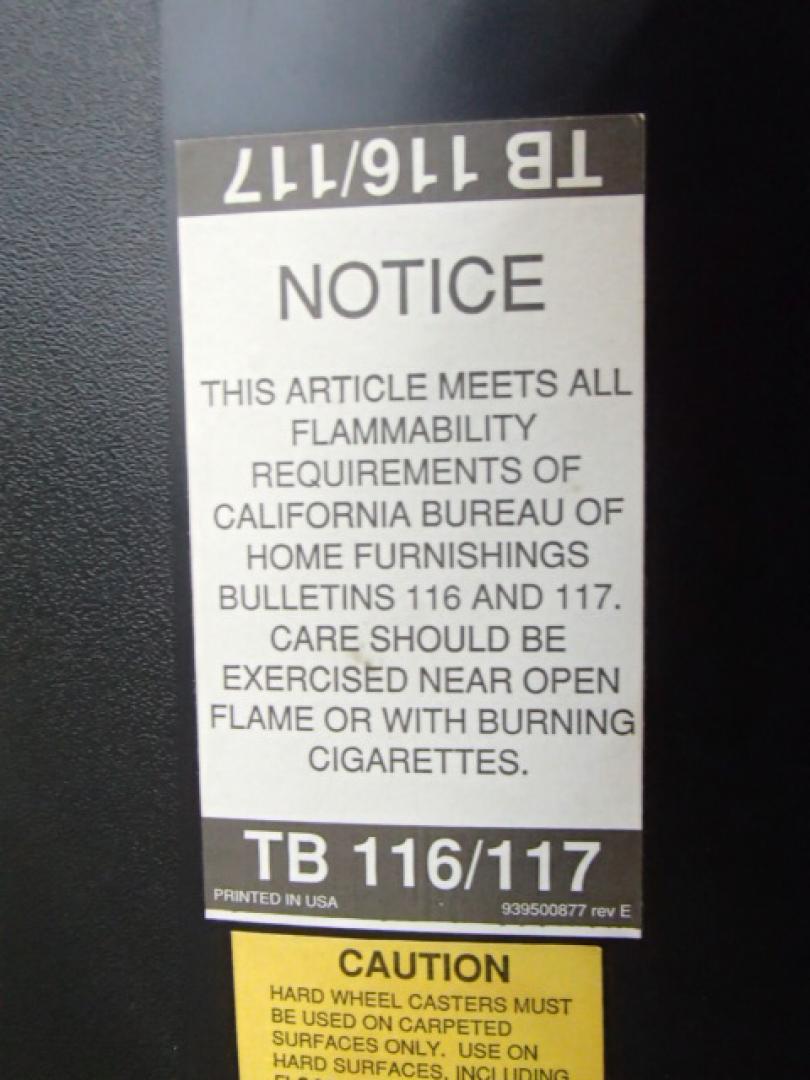 TB 116/117
NOTICE
THIS ARTICLE MEETS ALL
FLAMMABILITY
REQUIREMENTS OF
CALIFORNIA BUREAU OF
HOME FURNISHINGS
BULLETINS 116 AND 117.
CARE SHOULD BE
EXERCISED NEAR OPEN
FLAME OR WITH BURNING
CIGARETTES.
TB 116/117
PRINTED IN USA
939500877 rev E
CAUTION
HARD WHEEL CASTERS MUST
BE USED ON CARPETED
SURFACES ONLY. USE ON
HARD SURFACES, INCLUDING